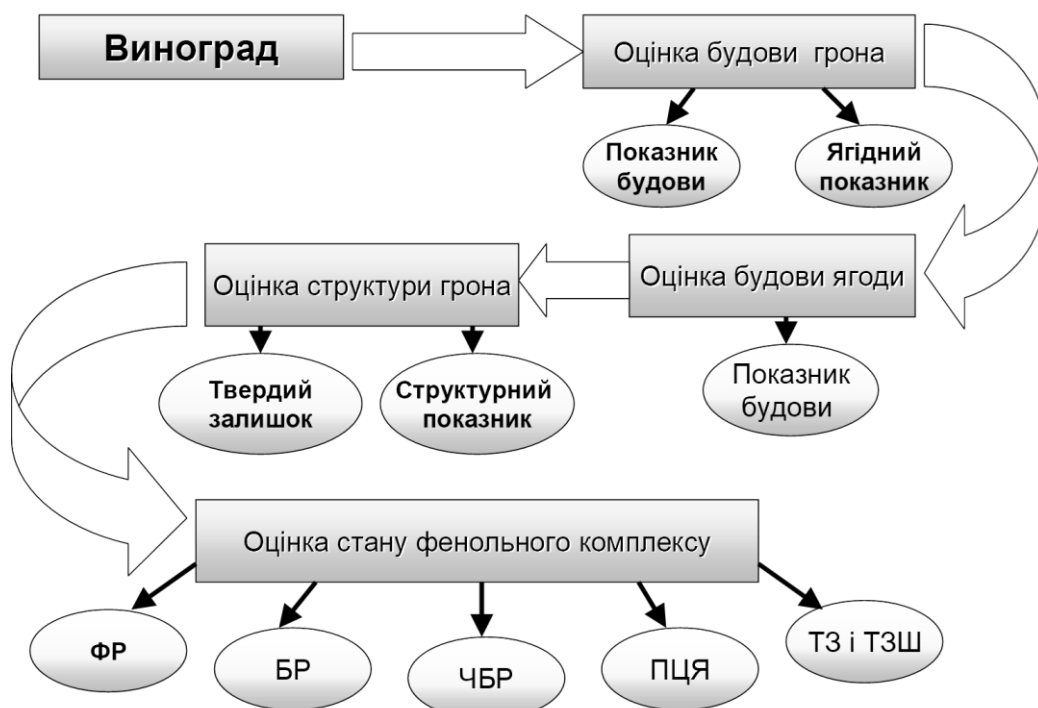 Виноград
Оцінка будови грона
Показник
будови
Ягідний
показник
Оцінка будови ягоди
Показник
будови
Оцінка структури грона
Твердий
залишок
Структурний
показник
Оцінка стану фенольного комплексу
ФР
БР
ЧБР
ПЦЯ
ТЗ і ТЗШ